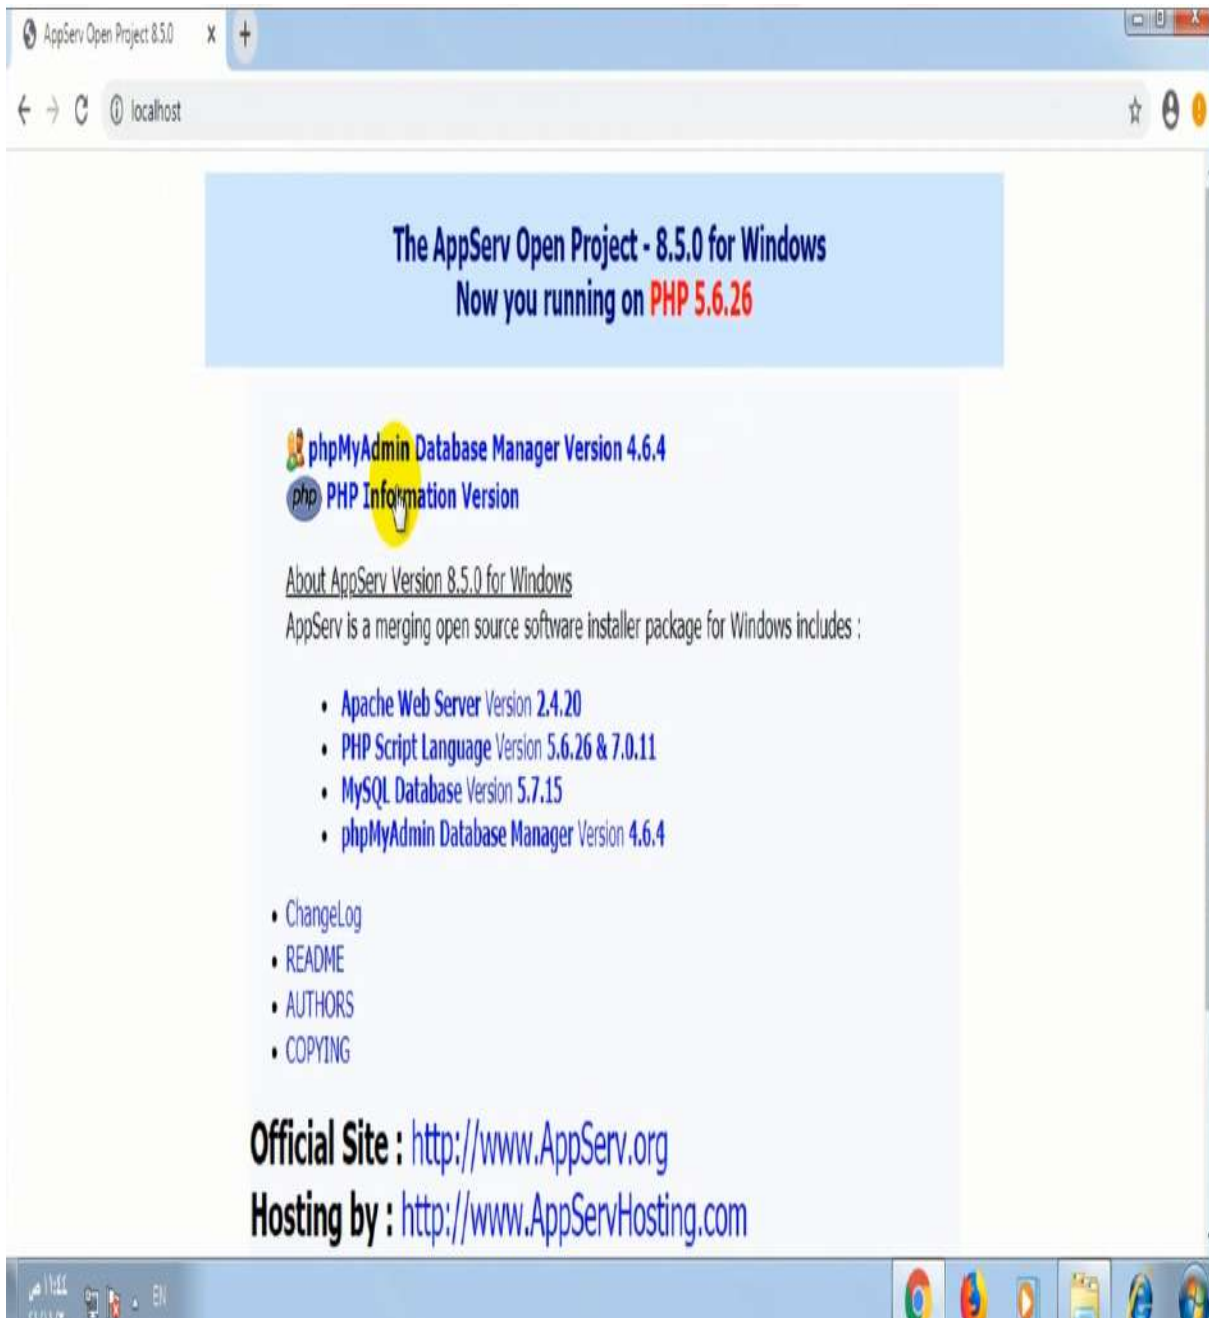 AppServ Open Project 8.5.0
localhost
The AppServ Open Project - 8.5.0 for Windows
Now you running on PHP 5.6.26
phpMyAdmin Database Manager Version 4.6.4
php PHP Information Version
About AppServ Version 8.5.0 for Windows
AppServ is a merging open source software installer package for Windows includes :
• Apache Web Server Version 2.4.20
• PHP Script Language Version 5.6.26 & 7.0.11
• MySQL Database Version 5.7.15
• phpMyAdmin Database Manager Version 4.6.4
• ChangeLog
• README
• AUTHORS
• COPYING
Official Site : http://www.AppServ.org
Hosting by : http://www.AppServHosting.com
EN